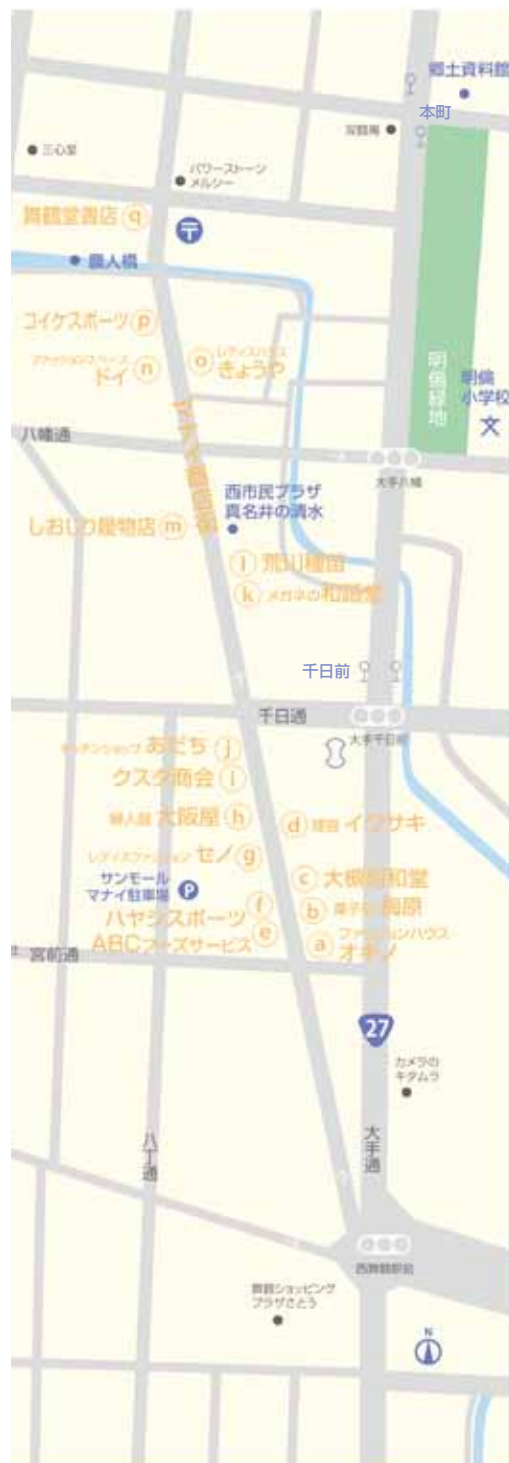 郷土資料館
本町
三心堂
パワーストーン
メルシー
舞鶴堂書店 q
〒
農人橋
コイケスポーツ p
ファッションスペース
ドイ n
o レディスハウス
きょうや
明倫緑地
明倫
小学校
文
八幡通
大手八幡
西市民プラザ
真名井の清水
しおじり履物店 m
l 荒川種苗
k メガネの
千日前
千日通
大手千日前
キッチンショップ あだち j
クスタ商会 i
婦人服 大阪屋 h
d イワサキ
レディスファッション セノ g
サンモール
マナイ駐車場 P
c
ハヤシスポーツ f
b 菓子司 梅原
ABCフーズサービス e
a ファッションハウス
オギノ
宮前通
27
カメラの
キタムラ
八丁通
大手通
西舞鶴駅前
舞鶴ショッピング
プラザさとう
N